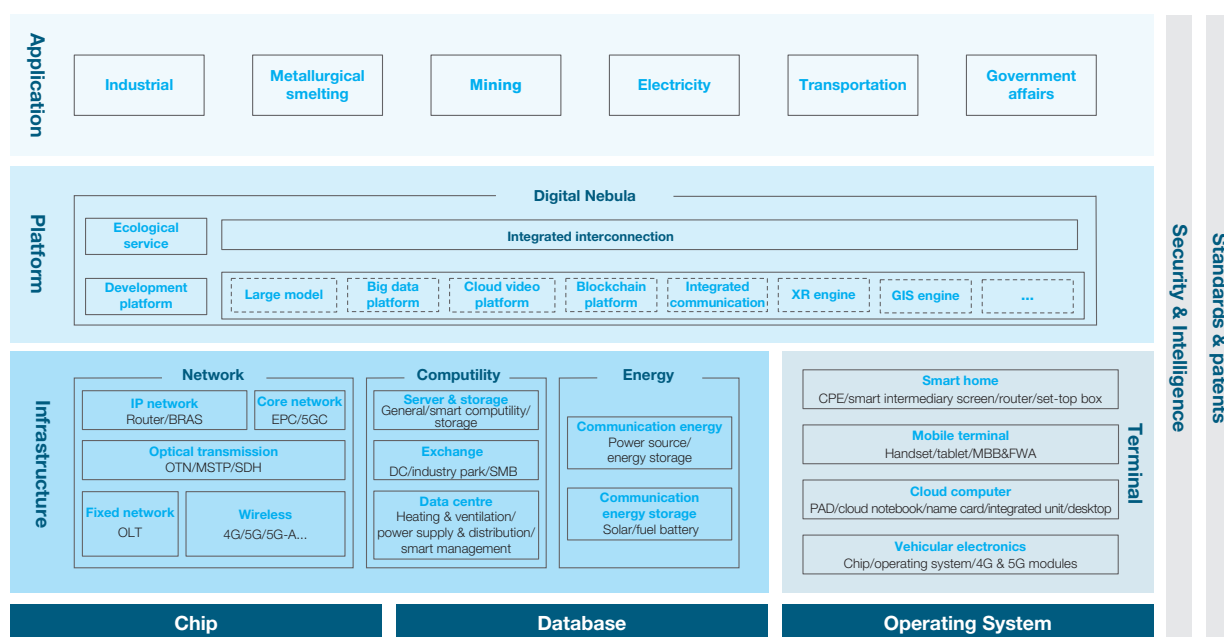 Application
Industrial
Metallurgical
smelting
Mining
Electricity
Transportation
Government
affairs
Platform
Digital Nebula
Ecological
service
Integrated interconnection
Development
platform
Large model
Big data
platform
Cloud video
platform
Blockchain
platform
Integrated
communication
XR engine
GIS engine
...
Infrastructure
Network
IP network
Router/BRAS
Core network
EPC/5GC
Optical transmission
OTN/MSTP/SDH
Fixed network
OLT
Wireless
4G/5G/5G-A...
Computility
Server & storage
General/smart computility/
storage
Exchange
DC/industry park/SMB
Data centre
Heating & ventilation/
power supply & distribution/
smart management
Energy
Communication energy
Power source/
energy storage
Communication
energy storage
Solar/fuel battery
Terminal
Smart home
CPE/smart intermediary screen/router/set-top box
Mobile terminal
Handset/tablet/MBB&FWA
Cloud computer
PAD/cloud notebook/name card/integrated unit/desktop
Vehicular electronics
Chip/operating system/4G & 5G modules
Chip
Database
Operating System
Security & Intelligence
Standards & patents